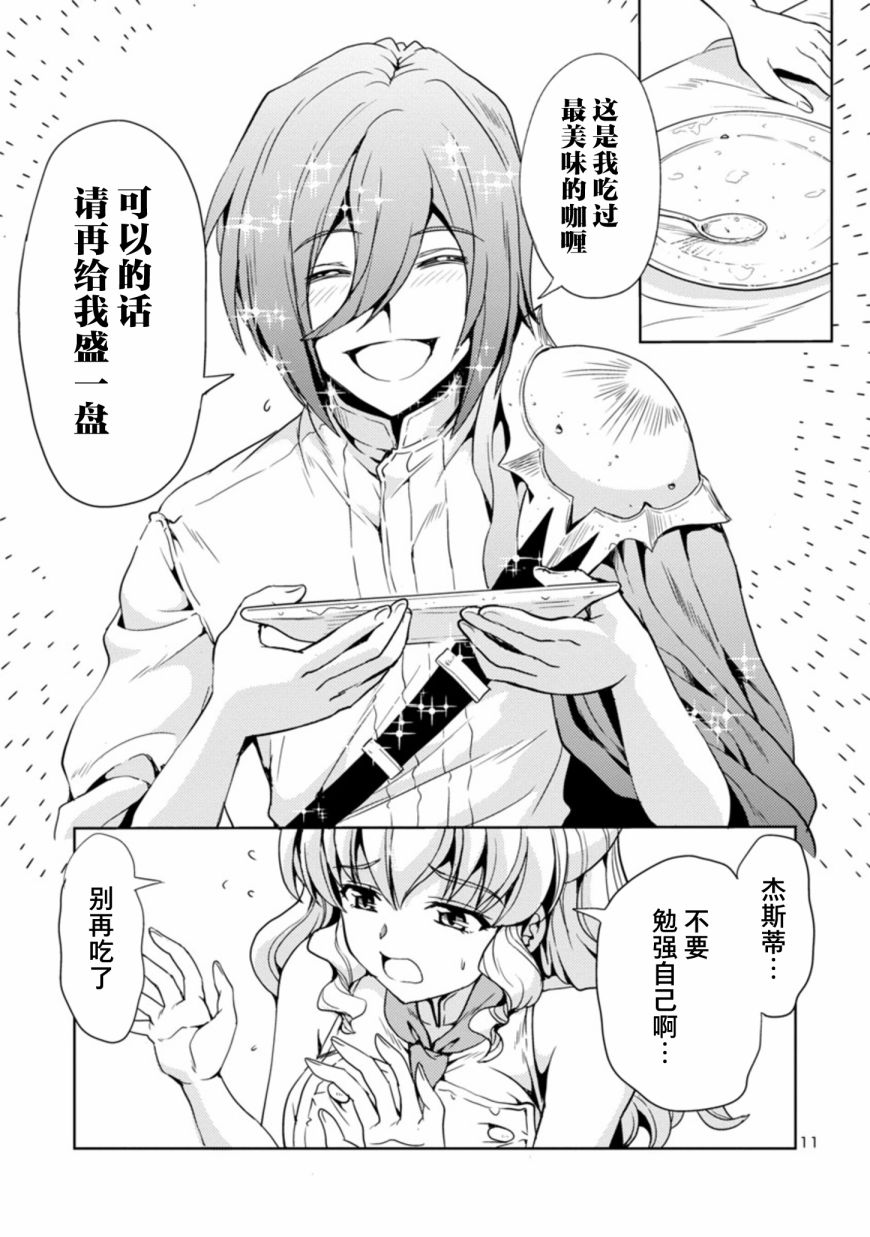 这是我吃过
最美味的咖喱
可以的话
请再给我盛一盘
杰斯蒂…
不要
勉强自己啊…
别再吃了
11